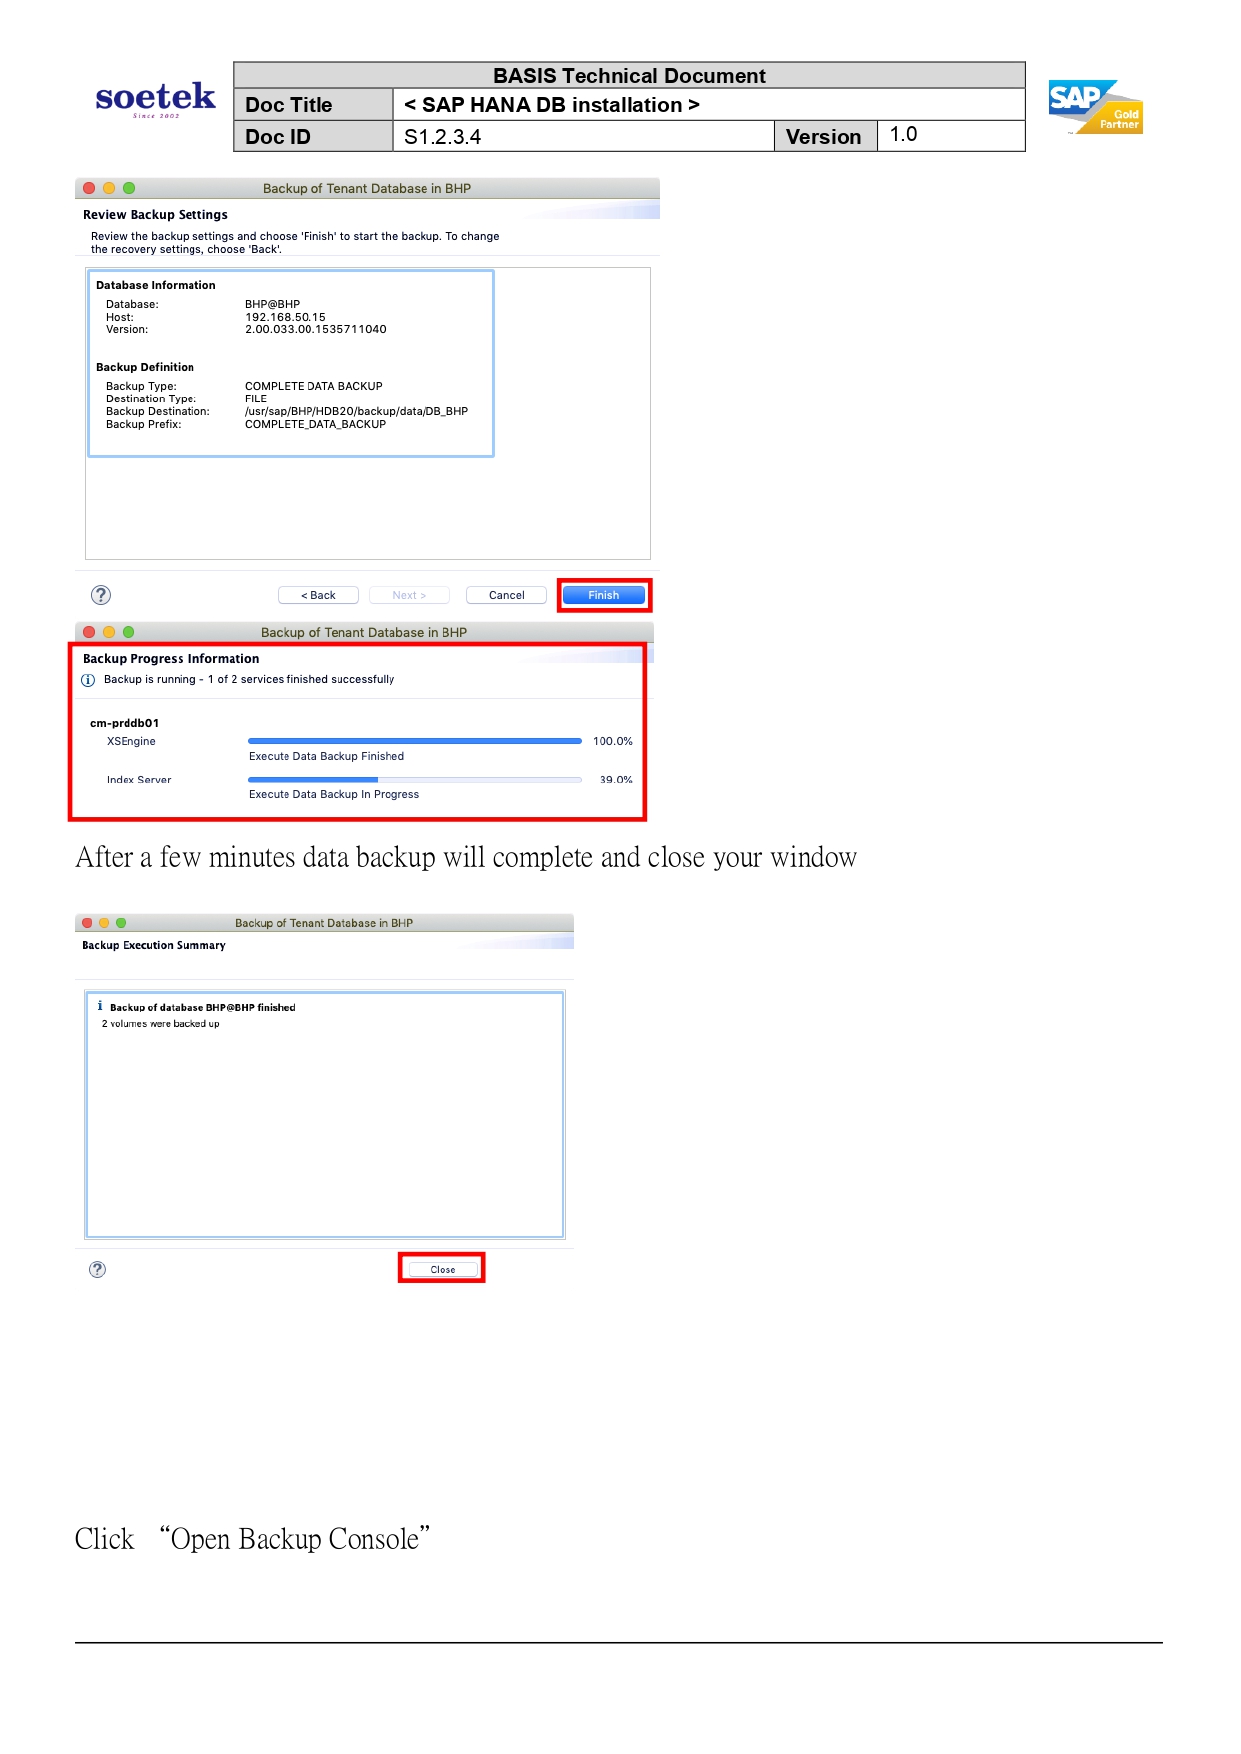 soetek
Since 2002
BASIS Technical Document
Doc Title < SAP HANA DB installation >
Doc ID S1.2.3.4 Version 1.0
SAP Gold Partner
Backup of Tenant Database in BHP
Review Backup Settings
Review the backup settings and choose 'Finish' to start the backup. To change
the recovery settings, choose 'Back'.
Database Information
Database: BHP@BHP
Host: 192.168.50.15
Version: 2.00.033.00.1535711040
Backup Definition
Backup Type: COMPLETE DATA BACKUP
Destination Type: FILE
Backup Destination: /usr/sap/BHP/HDB20/backup/data/DB_BHP
Backup Prefix: COMPLETE_DATA_BACKUP
? < Back Next > Cancel Finish
Backup of Tenant Database in BHP
Backup Progress Information
Backup is running - 1 of 2 services finished successfully
cm-prddb01
XSEngine 100.0%
Execute Data Backup Finished
Index Server 39.0%
Execute Data Backup In Progress
After a few minutes data backup will complete and close your window
Backup of Tenant Database in BHP
Backup Execution Summary
Backup of database BHP@BHP finished
2 volumes were backed up
? Close
Click “Open Backup Console”